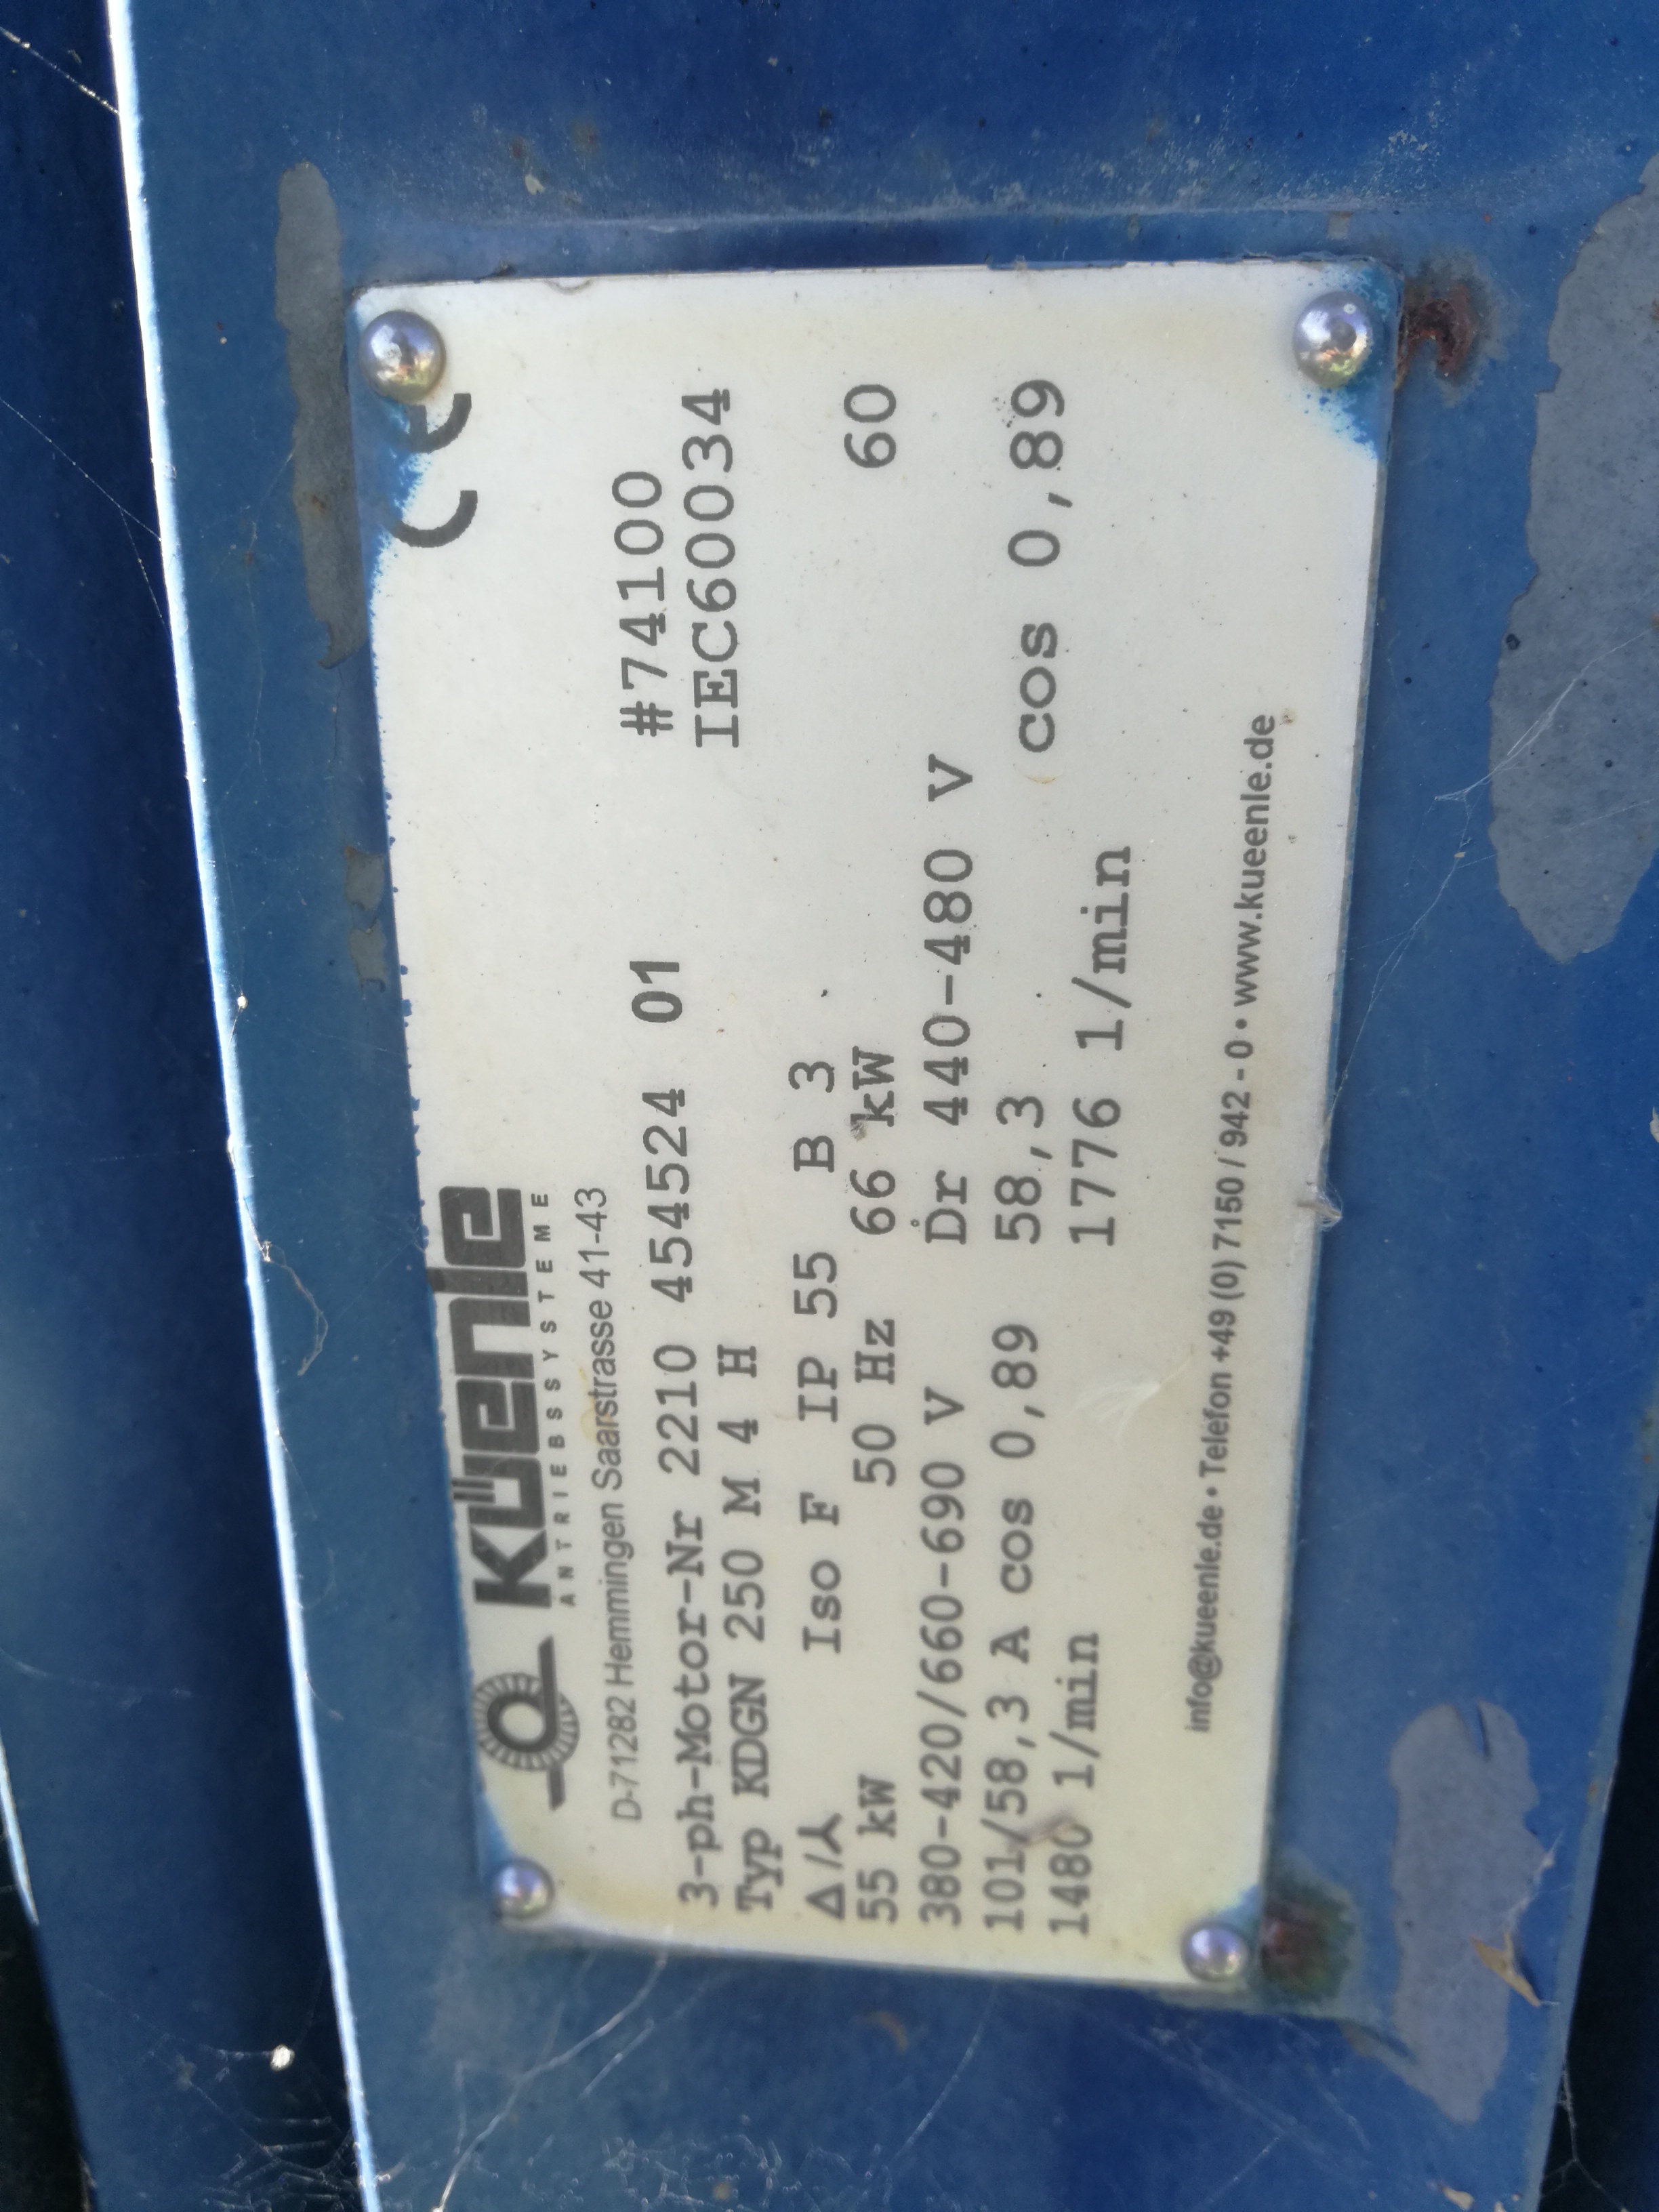 CE
Küenle
ANTRIEBSSYSTEME
D-71282 Hemmingen Saarstrasse 41-43
3-ph-Motor-Nr 2210 454524 01 #74100
Typ KDGN 250 M 4 H IEC60034
Δ/⅄ Iso F IP 55 B 3
55 kW 50 Hz 66 kW 60
380-420/660-690 V Dr 440-480 V
101/58,3 A cos 0,89 58,3 cos 0,89
1480 1/min 1776 1/min
info@kueenle.de • Telefon +49 (0) 7150 / 942 - 0 • www.kueenle.de